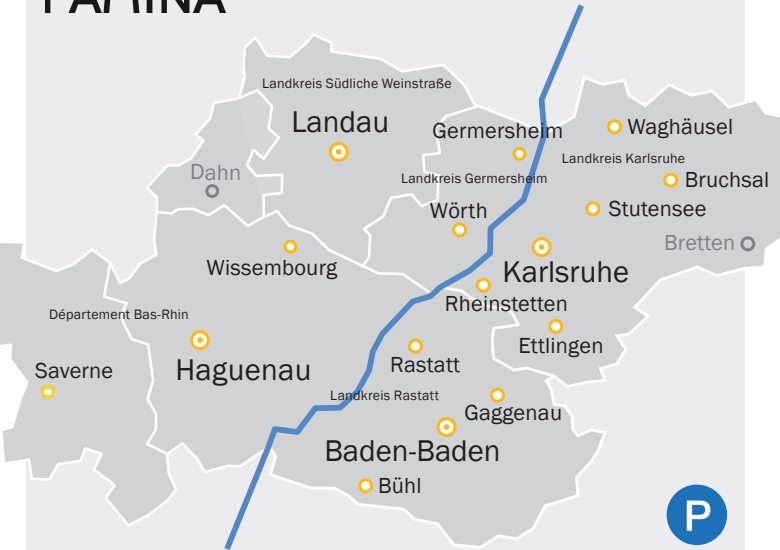 PAMINA
Landkreis Südliche Weinstraße
Landau
Germersheim
Waghäusel
Landkreis Karlsruhe
Dahn
Landkreis Germersheim
Bruchsal
Wörth
Stutensee
Bretten
Wissembourg
Karlsruhe
Rheinstetten
Département Bas-Rhin
Ettlingen
Haguenau
Rastatt
Saverne
Landkreis Rastatt
Gaggenau
Baden-Baden
Bühl
P